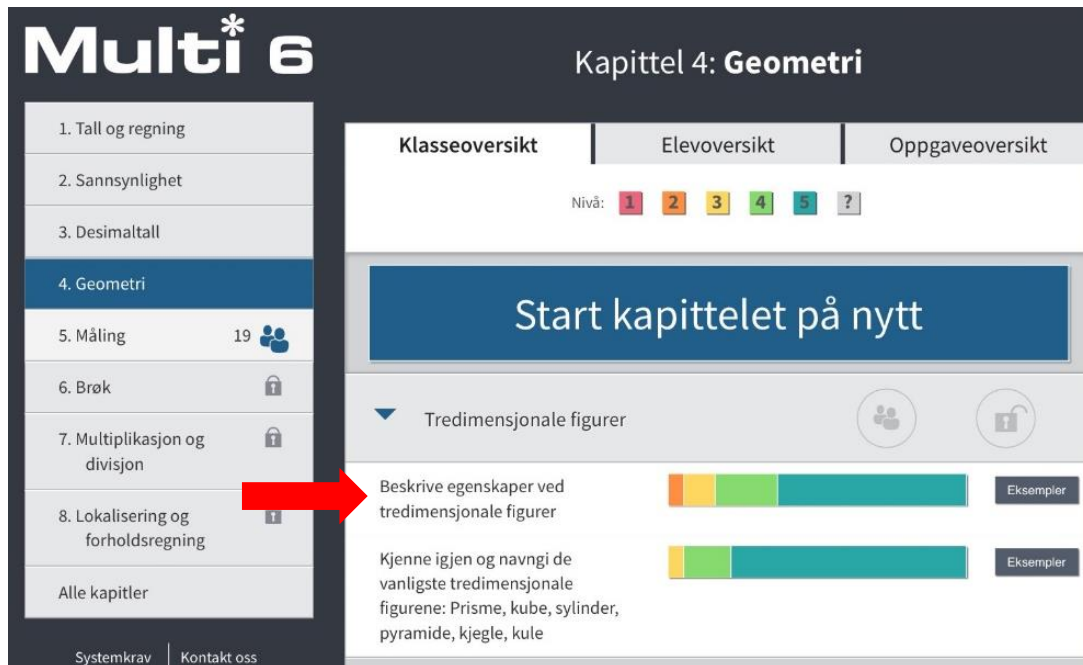 Multi 6
Kapittel 4: Geometri
1. Tall og regning
2. Sannsynlighet
3. Desimaltall
4. Geometri
5. Måling 19
6. Brøk
7. Multiplikasjon og
divisjon
8. Lokalisering og
forholdsregning
Alle kapitler
Systemkrav
Kontakt oss
Klasseoversikt
Elevoversikt
Oppgaveoversikt
Nivå: 1 2 3 4 5 ?
Start kapittelet på nytt
Tredimensjonale figurer
Beskrive egenskaper ved
tredimensjonale figurer
Eksempler
Kjenne igjen og navngi de
vanligste tredimensjonale
figurene: Prisme, kube, sylinder,
pyramide, kjegle, kule
Eksempler